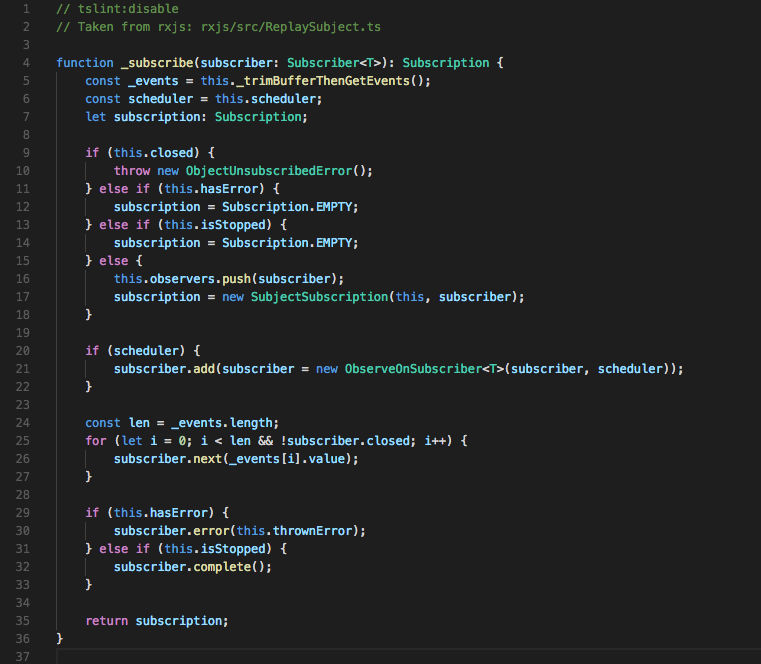 1 // tslint:disable
2 // Taken from rxjs: rxjs/src/ReplaySubject.ts
3
4 function _subscribe(subscriber: Subscriber<T>): Subscription {
5     const _events = this._trimBufferThenGetEvents();
6     const scheduler = this.scheduler;
7     let subscription: Subscription;
8
9     if (this.closed) {
10         throw new ObjectUnsubscribedError();
11     } else if (this.hasError) {
12         subscription = Subscription.EMPTY;
13     } else if (this.isStopped) {
14         subscription = Subscription.EMPTY;
15     } else {
16         this.observers.push(subscriber);
17         subscription = new SubjectSubscription(this, subscriber);
18     }
19
20     if (scheduler) {
21         subscriber.add(subscriber = new ObserveOnSubscriber<T>(subscriber, scheduler));
22     }
23
24     const len = _events.length;
25     for (let i = 0; i < len && !subscriber.closed; i++) {
26         subscriber.next(_events[i].value);
27     }
28
29     if (this.hasError) {
30         subscriber.error(this.thrownError);
31     } else if (this.isStopped) {
32         subscriber.complete();
33     }
34
35     return subscription;
36 }
37